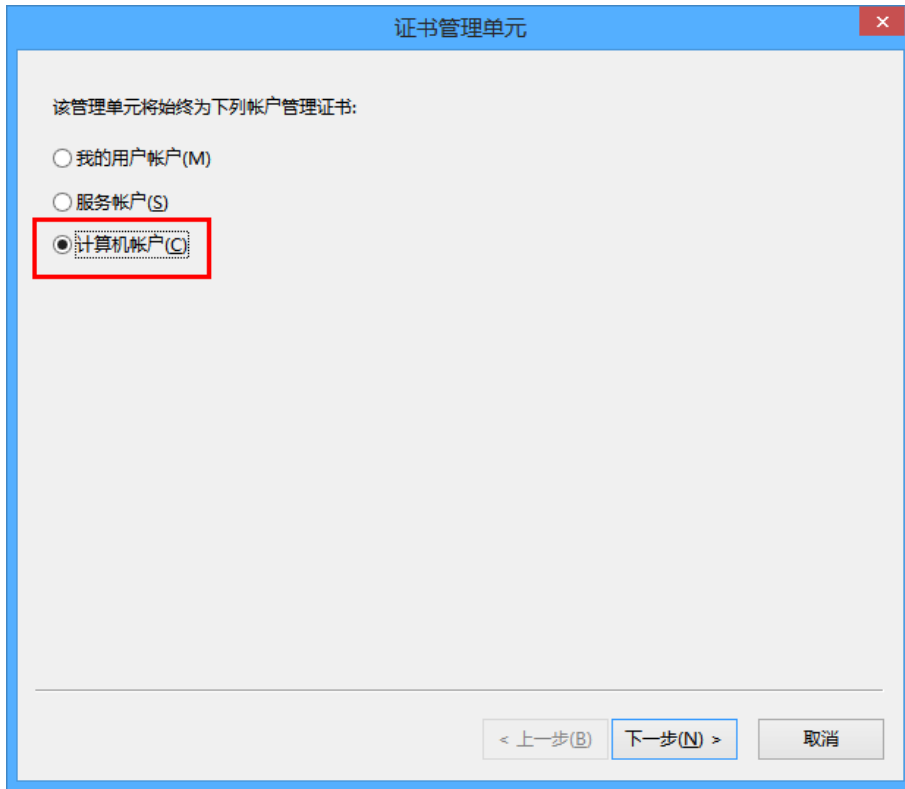 证书管理单元
该管理单元将始终为下列帐户管理证书:
我的用户帐户(M)
服务帐户(S)
计算机帐户(C)
< 上一步(B) 下一步(N) > 取消